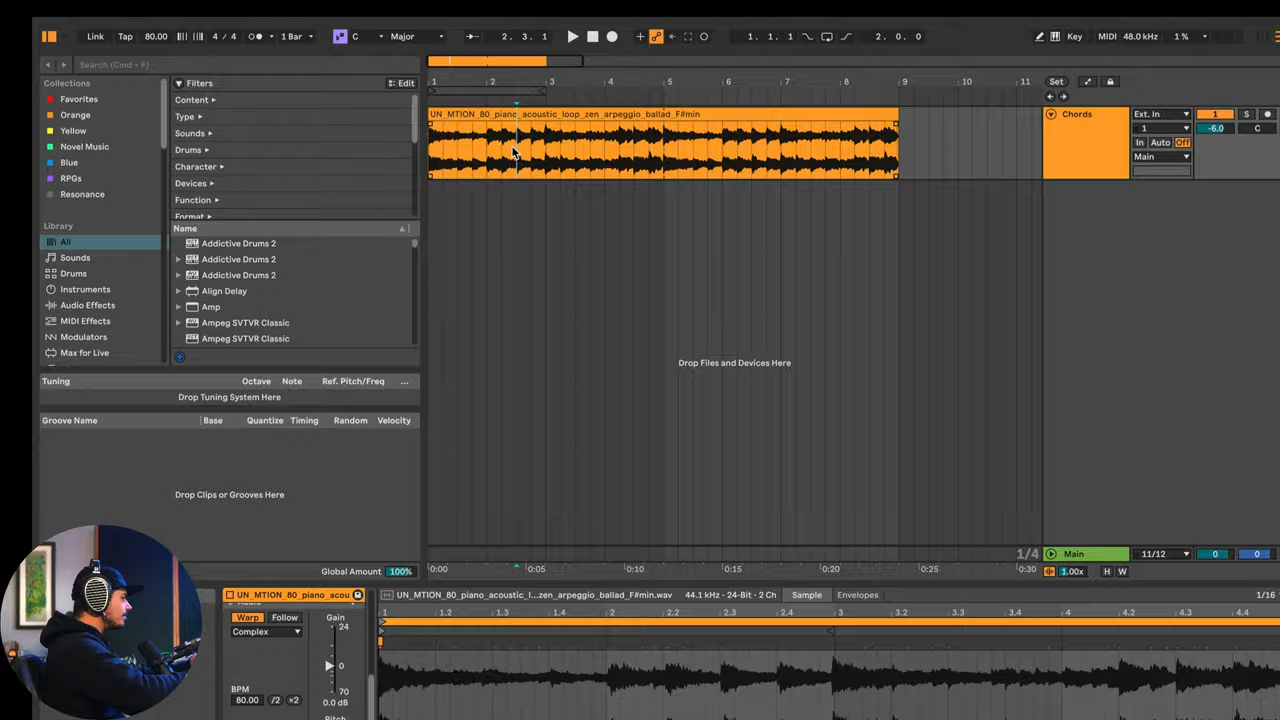 Link Tap 80.00 4 / 4 1 Bar C Major 2. 3. 1 1. 1. 1 2. 0. 0 Key MIDI 48.0 kHz 1 %
Search (Cmd + F)
Collections
Favorites
Orange
Yellow
Novel Music
Blue
RPGs
Resonance
Library
All
Sounds
Drums
Instruments
Audio Effects
MIDI Effects
Modulators
Max for Live
Filters Edit
Content
Type
Sounds
Drums
Character
Devices
Function
Format
Name
Addictive Drums 2
Addictive Drums 2
Addictive Drums 2
Align Delay
Amp
Ampeg SVTVR Classic
Ampeg SVTVR Classic
Tuning Octave Note Ref. Pitch/Freq ...
Drop Tuning System Here
Groove Name Base Quantize Timing Random Velocity
Drop Clips or Grooves Here
Global Amount 100%
1 2 3 4 5 6 7 8 9 10 11
Set
UN_MTION_80_piano_acoustic_loop_zen_arpeggio_ballad_F#min
Chords
Ext. In
1
In Auto Off
Main
1 S
-6.0 C
Drop Files and Devices Here
1/4
Main 11/12 0 0
0:00 0:05 0:10 0:15 0:20 0:25 0:30
1.00x H W
UN_MTION_80_piano_acou
Warp Follow
Complex
BPM
80.00 /2 ×2
Gain
24
0
70
0.0 dB
Pitch
UN_MTION_80_piano_acoustic_l...zen_arpeggio_ballad_F#min.wav 44.1 kHz · 24-Bit · 2 Ch Sample Envelopes
1/16
1 1.2 1.3 1.4 2 2.2 2.3 2.4 3 3.2 3.3 3.4 4 4.2 4.3 4.4